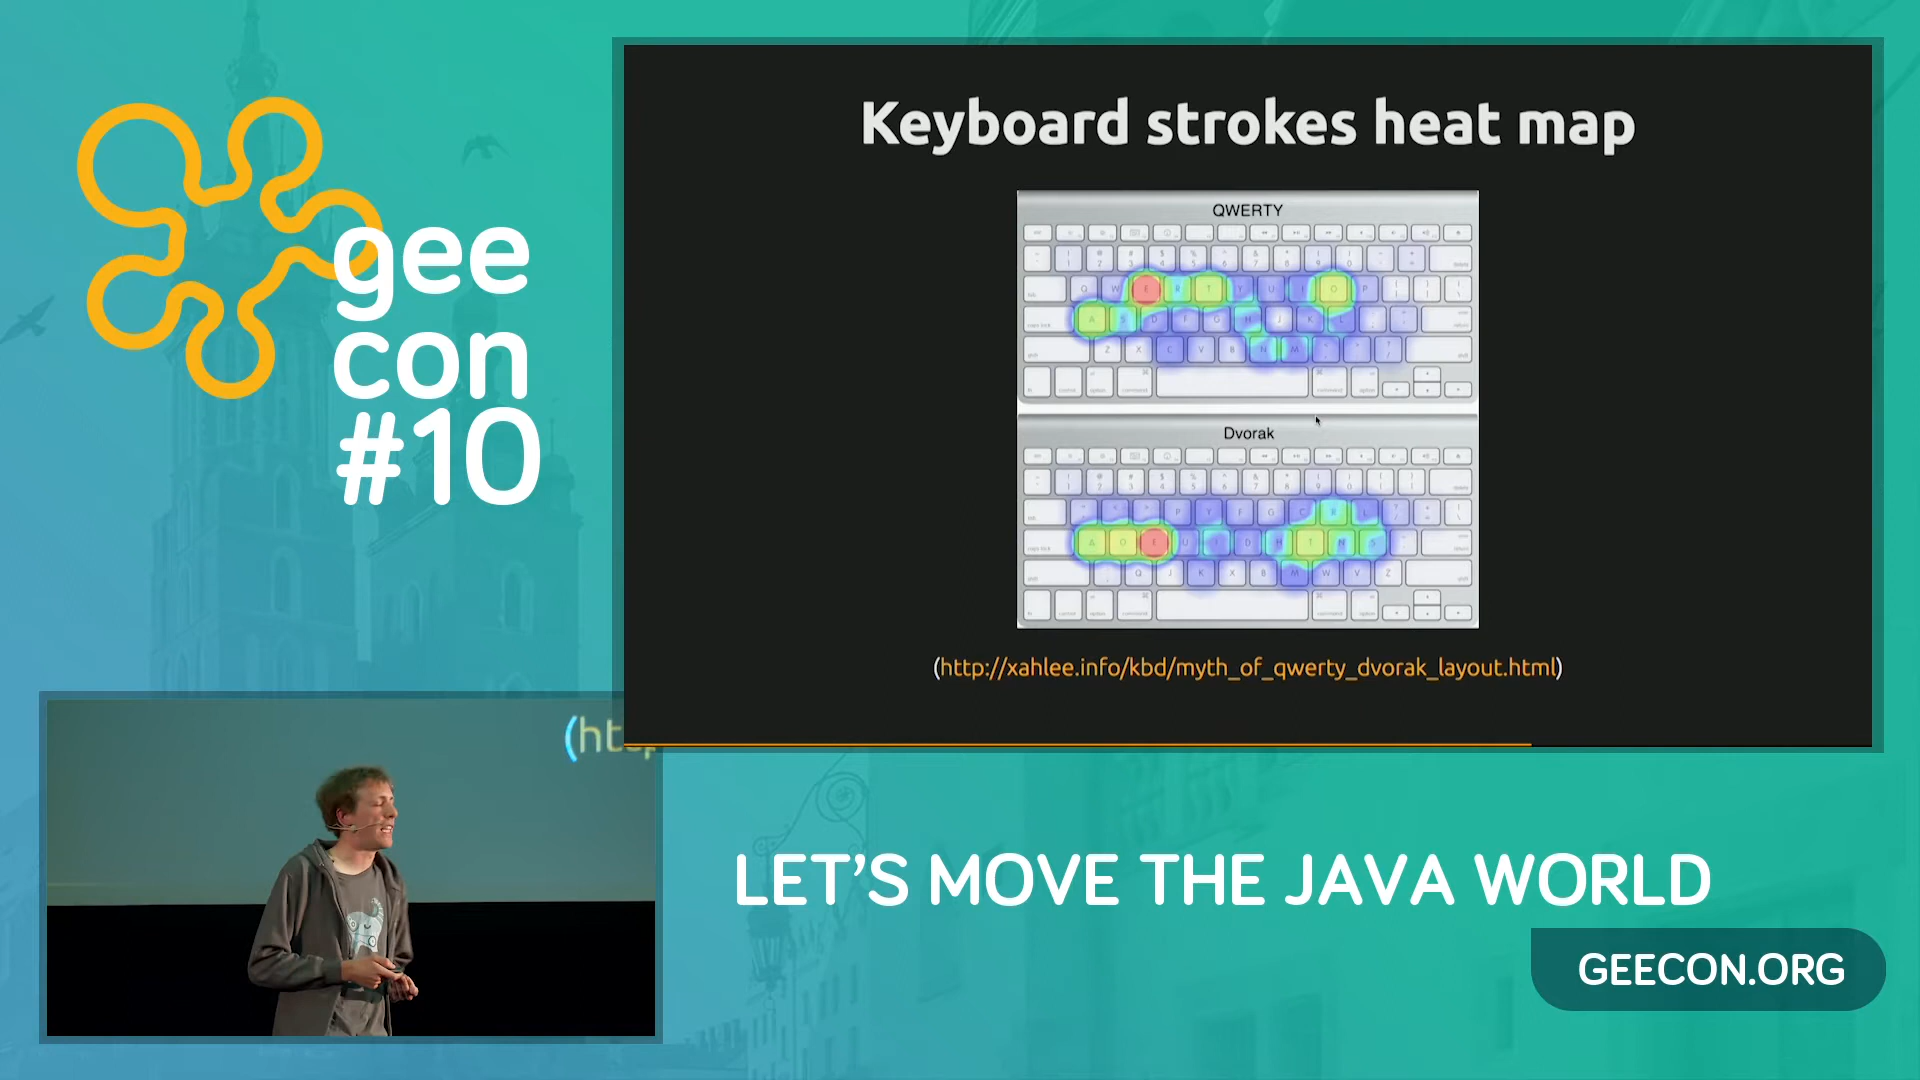 gee
con
#10
Keyboard strokes heat map
QWERTY
Q W E R T Y U I O P
A S D F G H J K L
Z X C V B N M
Dvorak
P Y F G C R L
A O E U I D H T N S
Q J K X B M W V Z
(http://xahlee.info/kbd/myth_of_qwerty_dvorak_layout.html)
(http
LET'S MOVE THE JAVA WORLD
GEECON.ORG